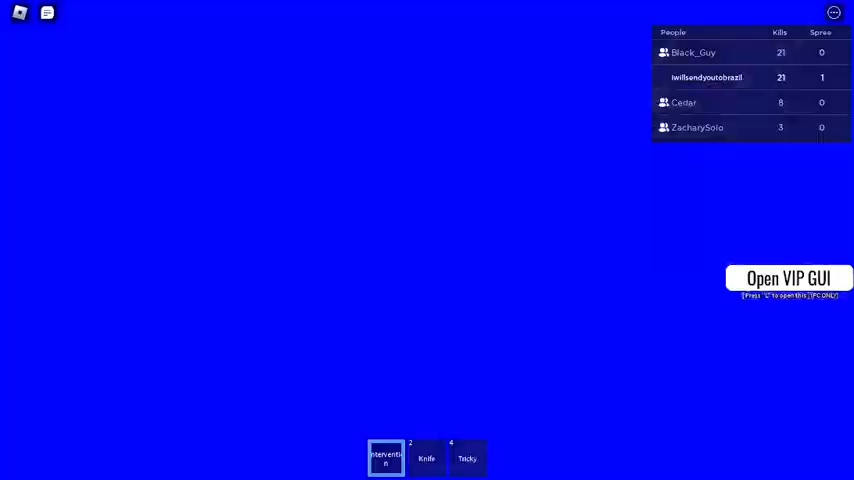 People Kills Spree
Black_Guy 21 0
iwillsendyoutobrazil 21 1
Cedar 8 0
ZacharySolo 3 0
Open VIP GUI
[Press "L" to open this] [PC ONLY]
nterventio
n
2
Knife
4
Tricky